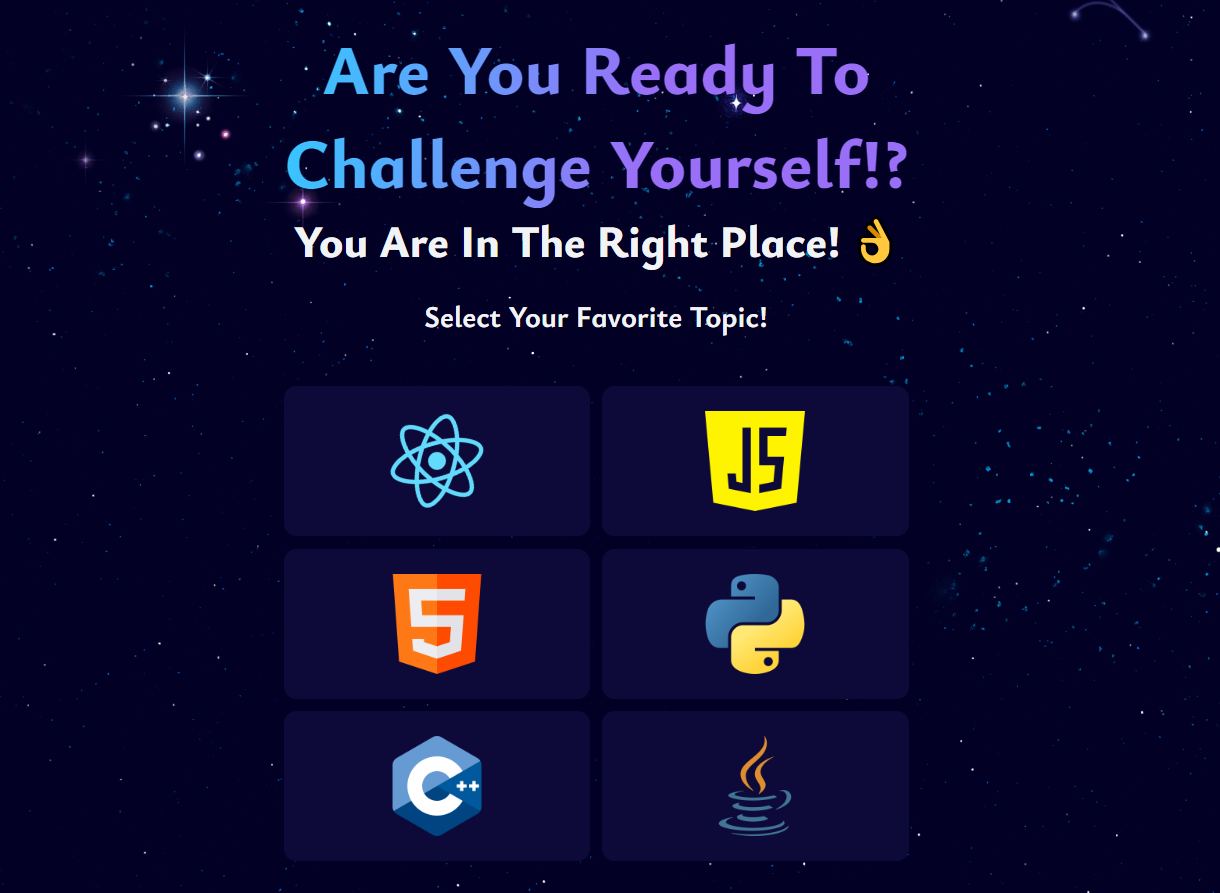 Are You Ready To
Challenge Yourself!?
You Are In The Right Place! 👌
Select Your Favorite Topic!
JS
5
C++